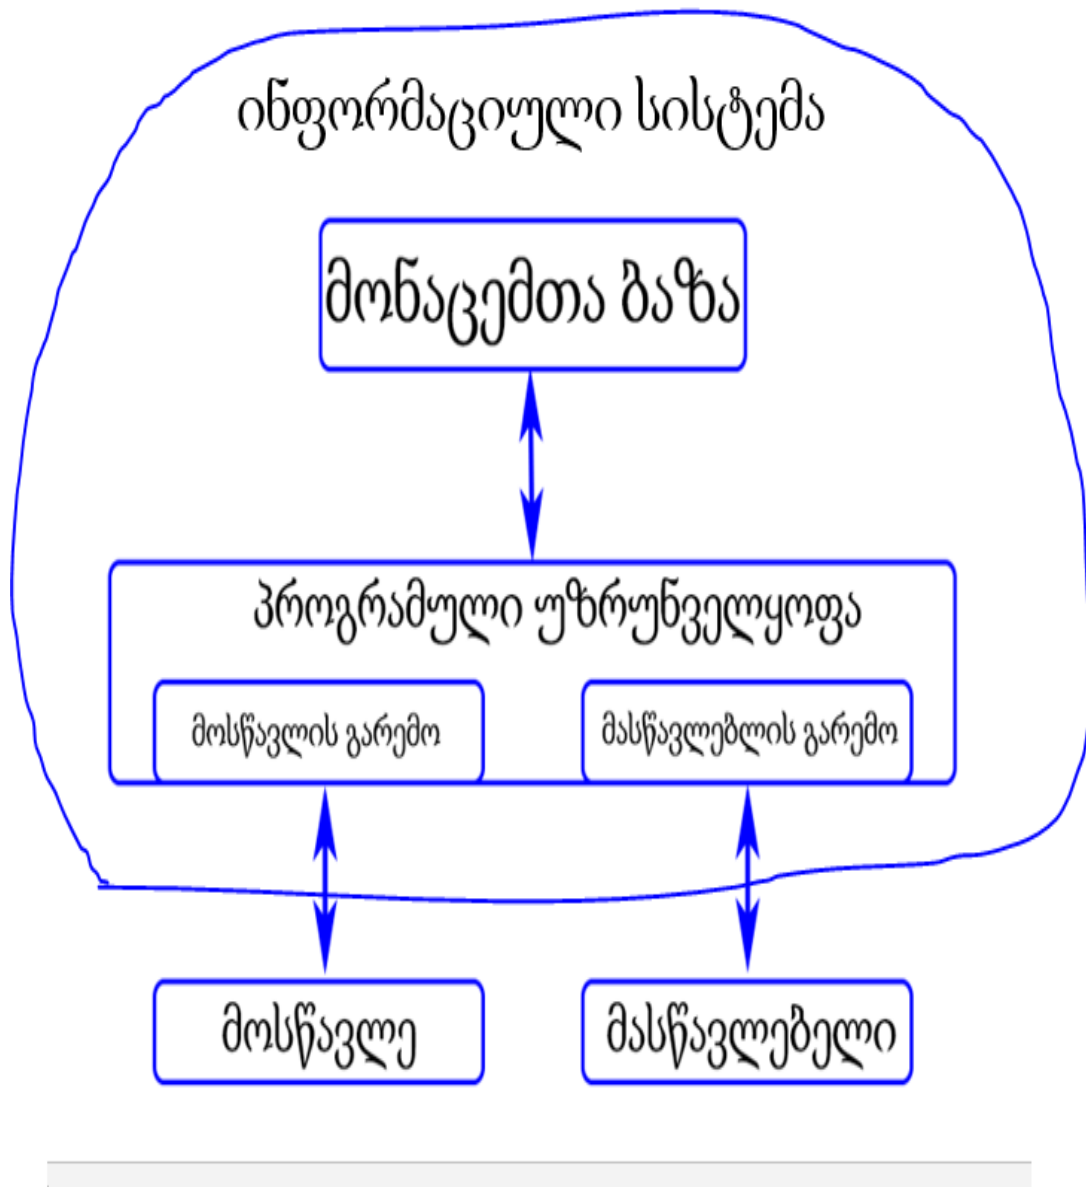 ინფორმაციული სისტემა
მონაცემთა ბაზა
პროგრამული უზრუნველყოფა
მოსწავლის გარემო
მასწავლებლის გარემო
მოსწავლე
მასწავლებელი